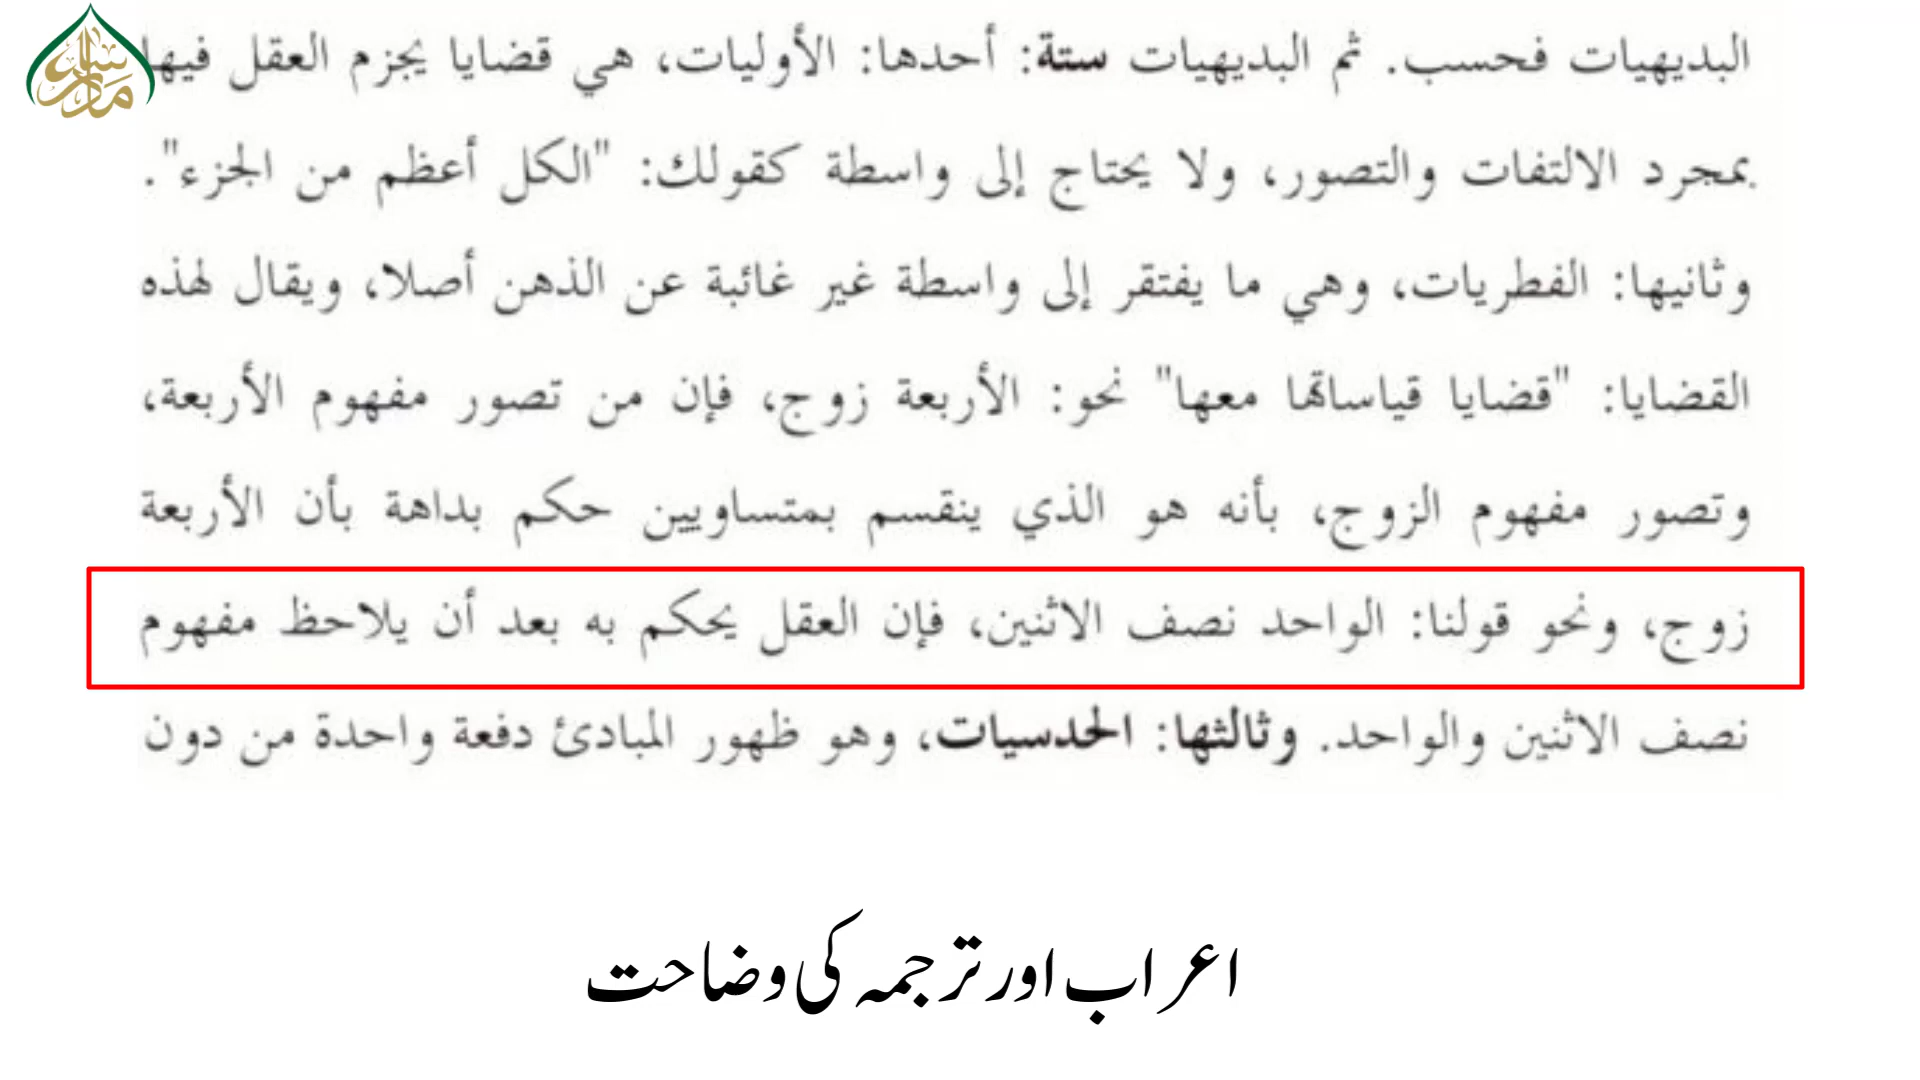 البديهيات فحسب. ثم البديهيات ستة: أحدها: الأوليات، هي قضايا يجزم العقل فيها
بمجرد الالتفات والتصور، ولا يحتاج إلى واسطة كقولك: "الكل أعظم من الجزء".
وثانيها: الفطريات، وهي ما يفتقر إلى واسطة غير غائبة عن الذهن أصلا، ويقال لهذه
القضايا: "قضايا قياساتها معها" نحو: الأربعة زوج، فإن من تصور مفهوم الأربعة،
وتصور مفهوم الزوج، بأنه هو الذي ينقسم بمتساويين حكم بداهة بأن الأربعة
زوج، ونحو قولنا: الواحد نصف الاثنين، فإن العقل يحكم به بعد أن يلاحظ مفهوم
نصف الاثنين والواحد. وثالثها: الحدسيات، وهو ظهور المبادئ دفعة واحدة من دون
اعراب اور ترجمہ کی وضاحت